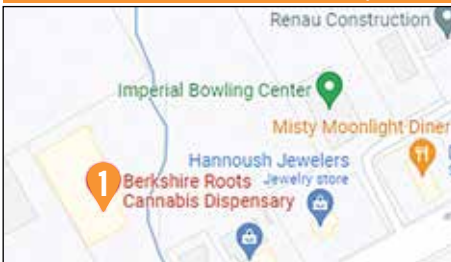 Renau Construction
Imperial Bowling Center
Misty Moonlight Diner
Hannoush Jewelers
Jewelry store
1
Berkshire Roots
Cannabis Dispensary